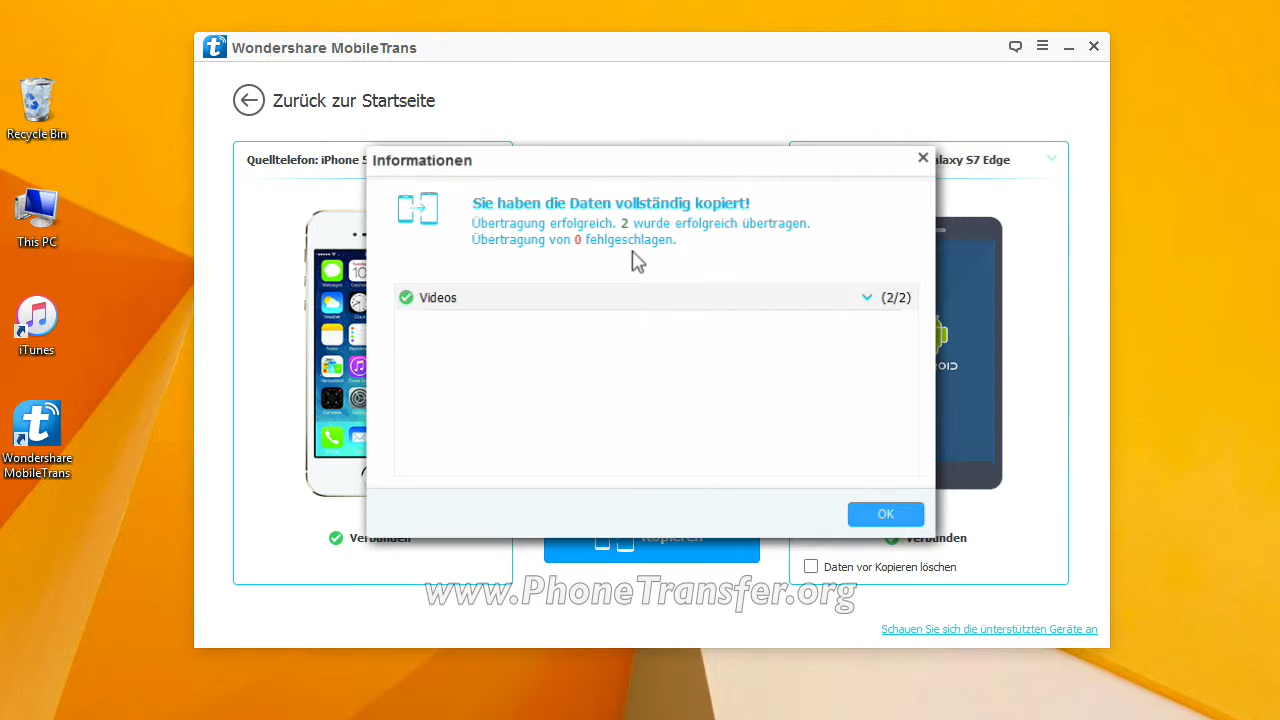 Wondershare MobileTrans
Zurück zur Startseite
Recycle Bin
This PC
iTunes
Wondershare
MobileTrans
Quelltelefon: iPhone 5
alaxy S7 Edge
Informationen
Sie haben die Daten vollständig kopiert!
Übertragung erfolgreich. 2 wurde erfolgreich übertragen.
Übertragung von 0 fehlgeschlagen.
Videos (2/2)
OK
Verbunden
Kopieren
Verbunden
Daten vor Kopieren löschen
www.PhoneTransfer.org
Schauen Sie sich die ünterstützten Geräte an